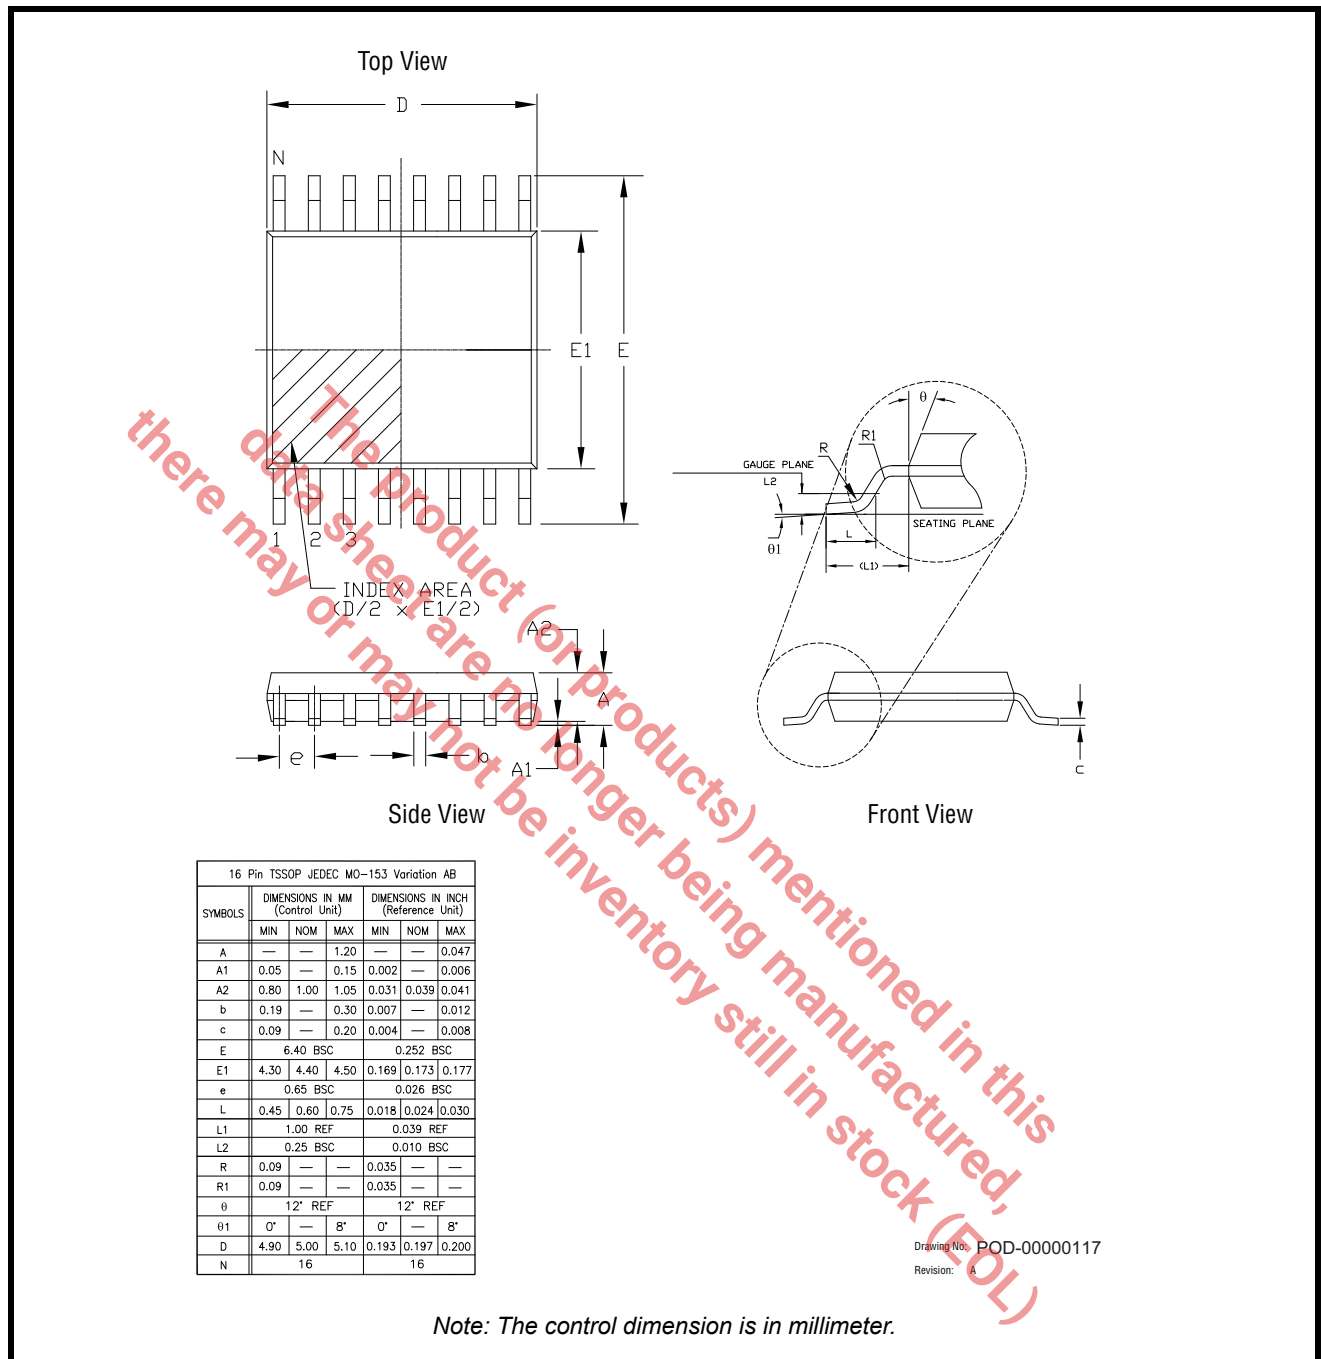 Top View
D
N
E1
E
1 2 3
INDEX AREA
(D/2 x E1/2)
θ
R1
R
GAUGE PLANE
L2
SEATING PLANE
L
θ1
(L1)
A2
A
e
b
A1
c
Side View
Front View
The product (or products) mentioned in this
data sheet are no longer being manufactured,
there may or may not be inventory still in stock (EOL)
16 Pin TSSOP JEDEC MO-153 Variation AB
SYMBOLS
DIMENSIONS IN MM
(Control Unit)
DIMENSIONS IN INCH
(Reference Unit)
MIN NOM MAX MIN NOM MAX
A — — 1.20 — — 0.047
A1 0.05 — 0.15 0.002 — 0.006
A2 0.80 1.00 1.05 0.031 0.039 0.041
b 0.19 — 0.30 0.007 — 0.012
c 0.09 — 0.20 0.004 — 0.008
E 6.40 BSC 0.252 BSC
E1 4.30 4.40 4.50 0.169 0.173 0.177
e 0.65 BSC 0.026 BSC
L 0.45 0.60 0.75 0.018 0.024 0.030
L1 1.00 REF 0.039 REF
L2 0.25 BSC 0.010 BSC
R 0.09 — — 0.035 — —
R1 0.09 — — 0.035 — —
θ 12° REF 12° REF
θ1 0° — 8° 0° — 8°
D 4.90 5.00 5.10 0.193 0.197 0.200
N 16 16
Drawing No: POD-00000117
Revision: A
Note: The control dimension is in millimeter.